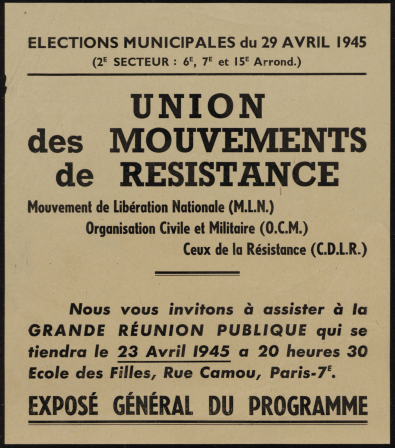 ELECTIONS MUNICIPALES du 29 AVRIL 1945
(2E SECTEUR : 6E, 7E et 15E Arrond.)
UNION
des MOUVEMENTS
de RESISTANCE
Mouvement de Libération Nationale (M.L.N.)
Organisation Civile et Militaire (O.C.M.)
Ceux de la Résistance (C.D.L.R.)
Nous vous invitons à assister à la
GRANDE RÉUNION PUBLIQUE qui se
tiendra le 23 Avril 1945 a 20 heures 30
Ecole des Filles, Rue Camou, Paris-7E.
EXPOSÉ GÉNÉRAL DU PROGRAMME